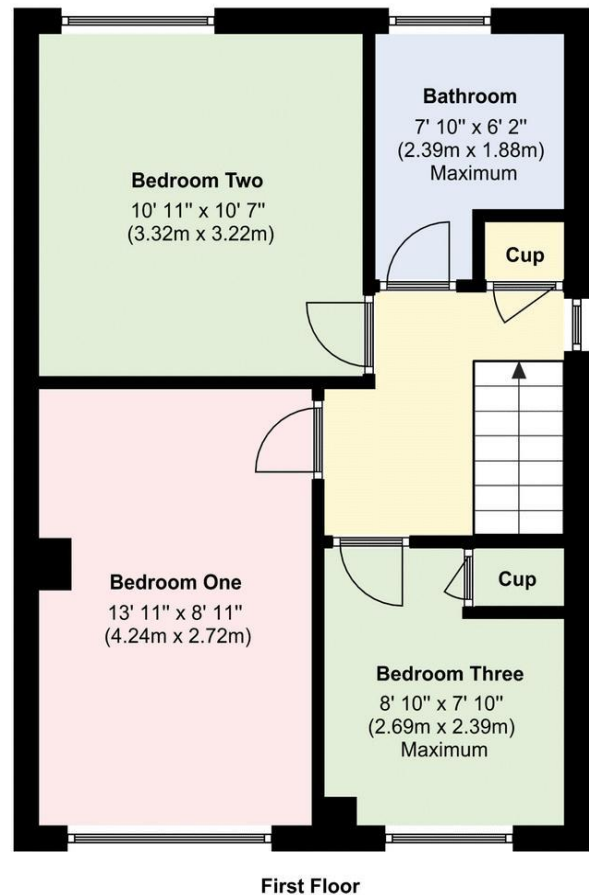 Bathroom
7' 10" x 6' 2"
(2.39m x 1.88m)
Maximum
Bedroom Two
10' 11" x 10' 7"
(3.32m x 3.22m)
Cup
Bedroom One
13' 11" x 8' 11"
(4.24m x 2.72m)
Cup
Bedroom Three
8' 10" x 7' 10"
(2.69m x 2.39m)
Maximum
First Floor